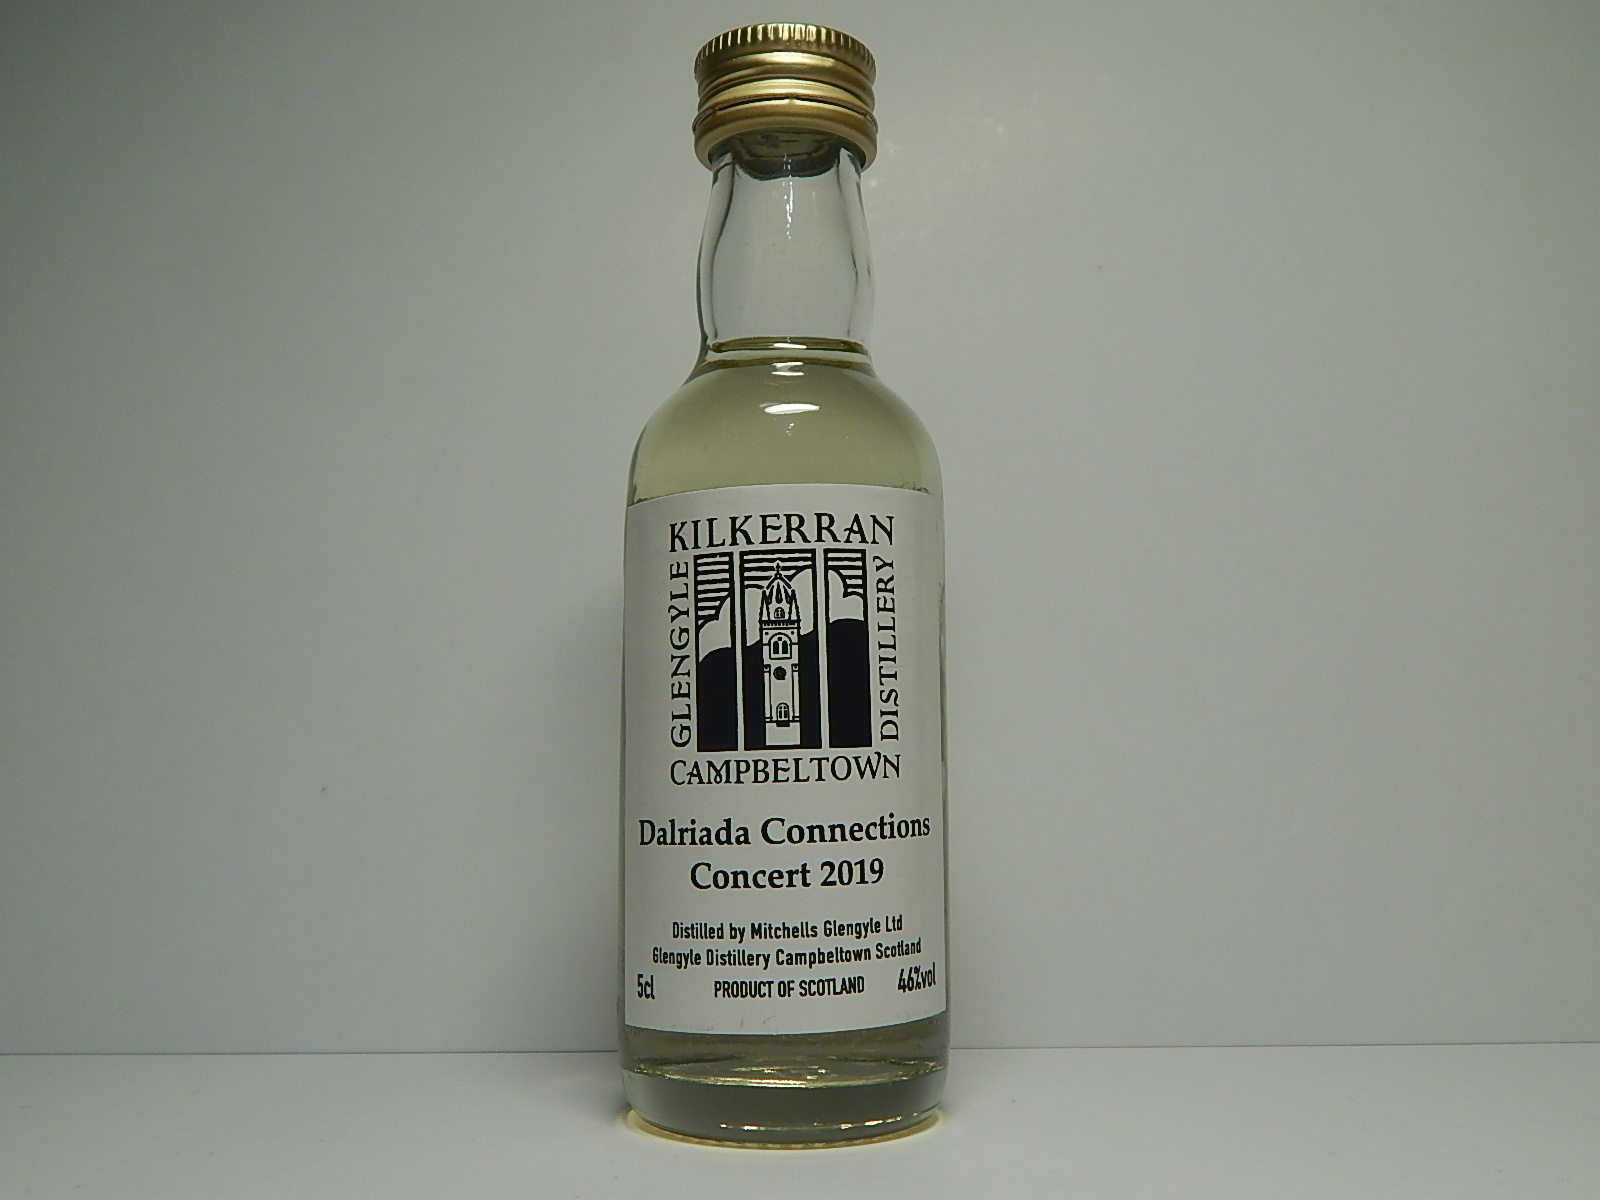 KILKERRAN
GLENGYLE
DISTILLERY
CAMPBELTOWN
Dalriada Connections
Concert 2019
Distilled by Mitchells Glengyle Ltd
Glengyle Distillery Campbeltown Scotland
5cl PRODUCT OF SCOTLAND 46%vol